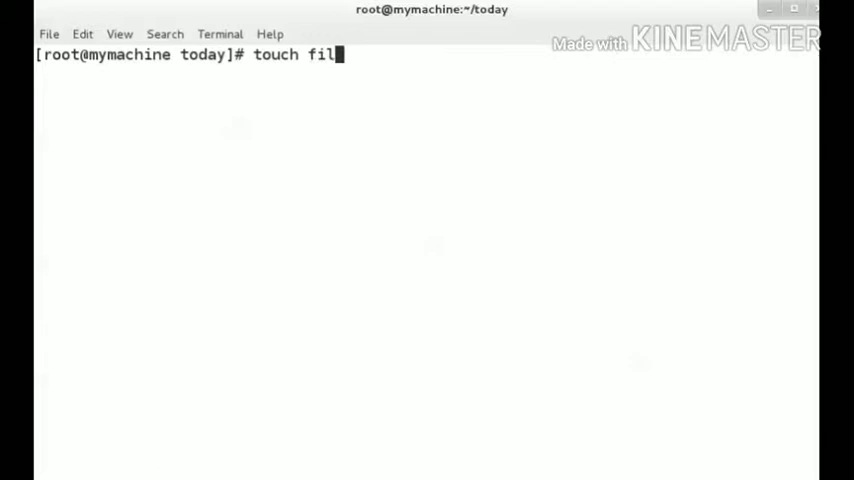 root@mymachine:~/today
File Edit View Search Terminal Help
Made with KINEMASTER
[root@mymachine today]# touch fil